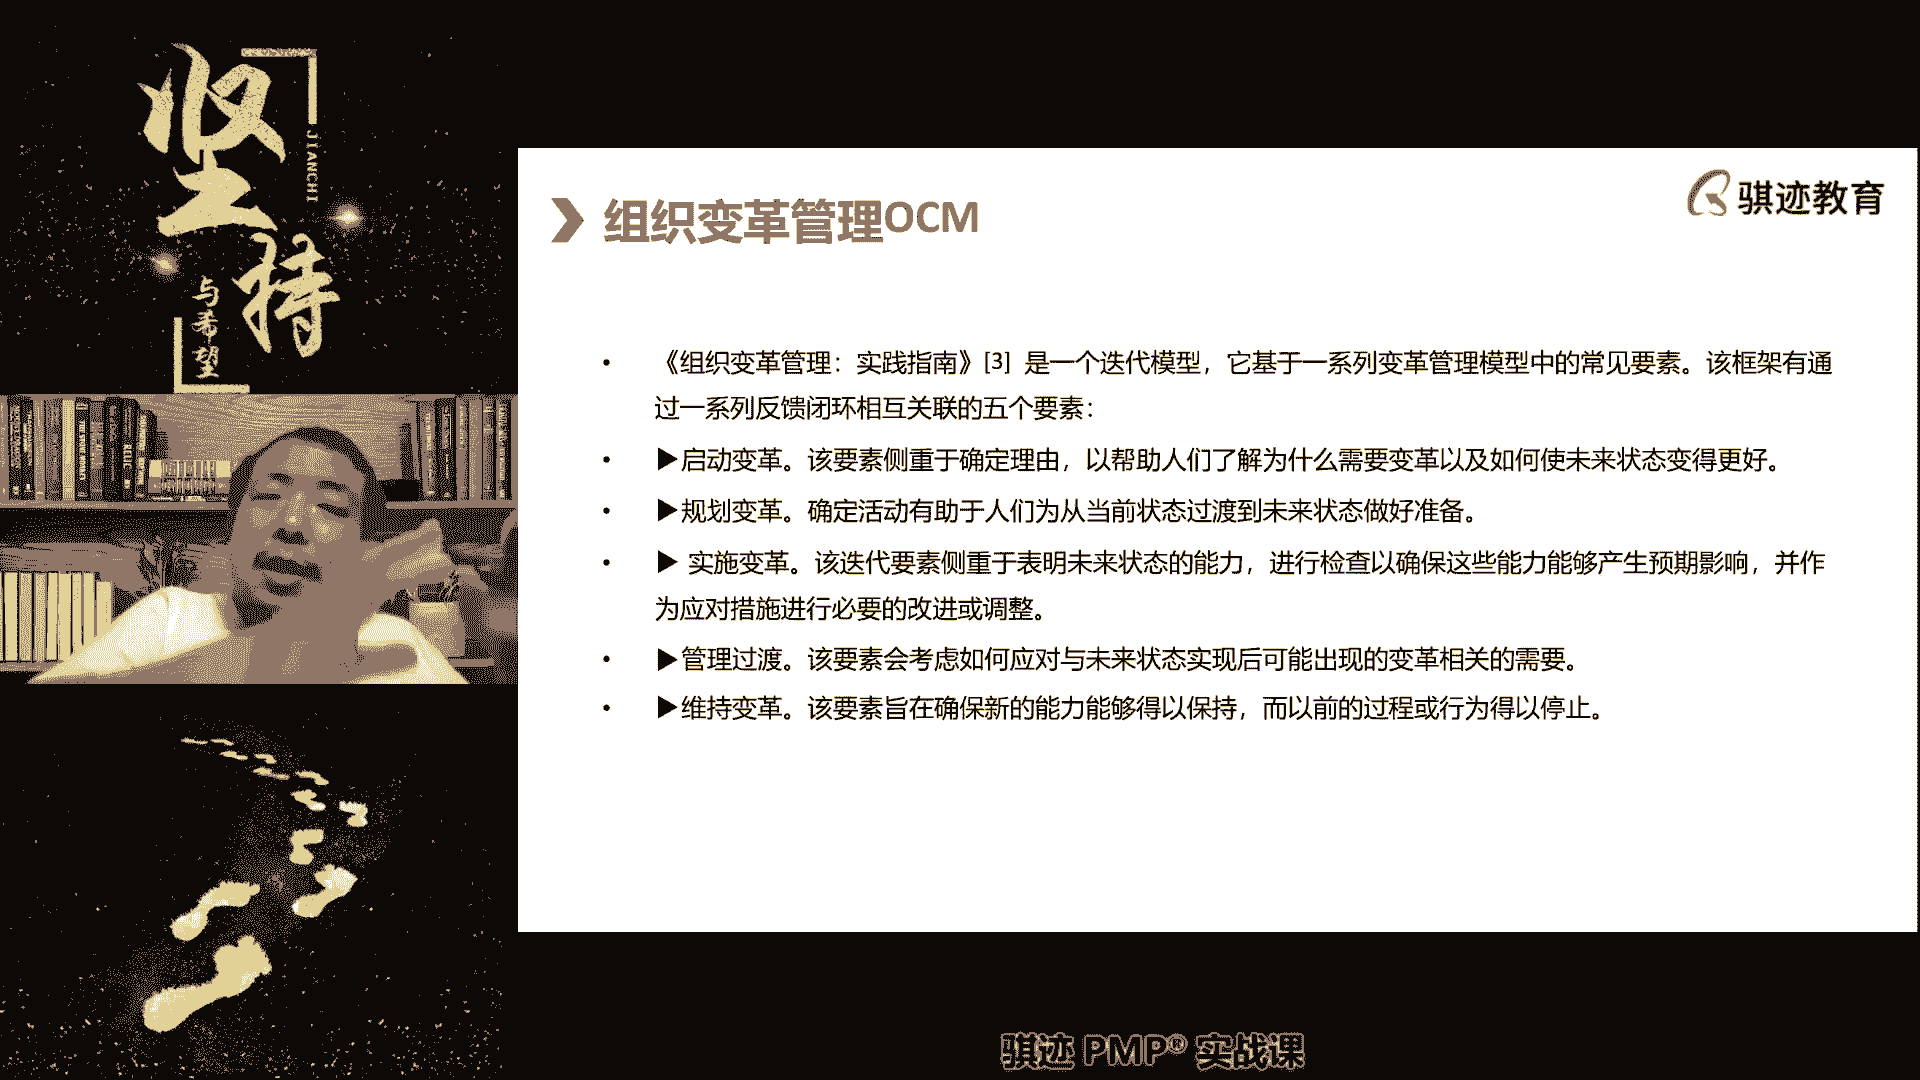 坚持
JIANCHI
与希望
骐迹教育
组织变革管理OCM
• 《组织变革管理：实践指南》[3] 是一个迭代模型，它基于一系列变革管理模型中的常见要素。该框架有通
过一系列反馈闭环相互关联的五个要素：
• ▶启动变革。该要素侧重于确定理由，以帮助人们了解为什么需要变革以及如何使未来状态变得更好。
• ▶规划变革。确定活动有助于人们为从当前状态过渡到未来状态做好准备。
• ▶ 实施变革。该迭代要素侧重于表明未来状态的能力，进行检查以确保这些能力能够产生预期影响，并作
为应对措施进行必要的改进或调整。
• ▶管理过渡。该要素会考虑如何应对与未来状态实现后可能出现的变革相关的需要。
• ▶维持变革。该要素旨在确保新的能力能够得以保持，而以前的过程或行为得以停止。
骐迹 PMP® 实战课